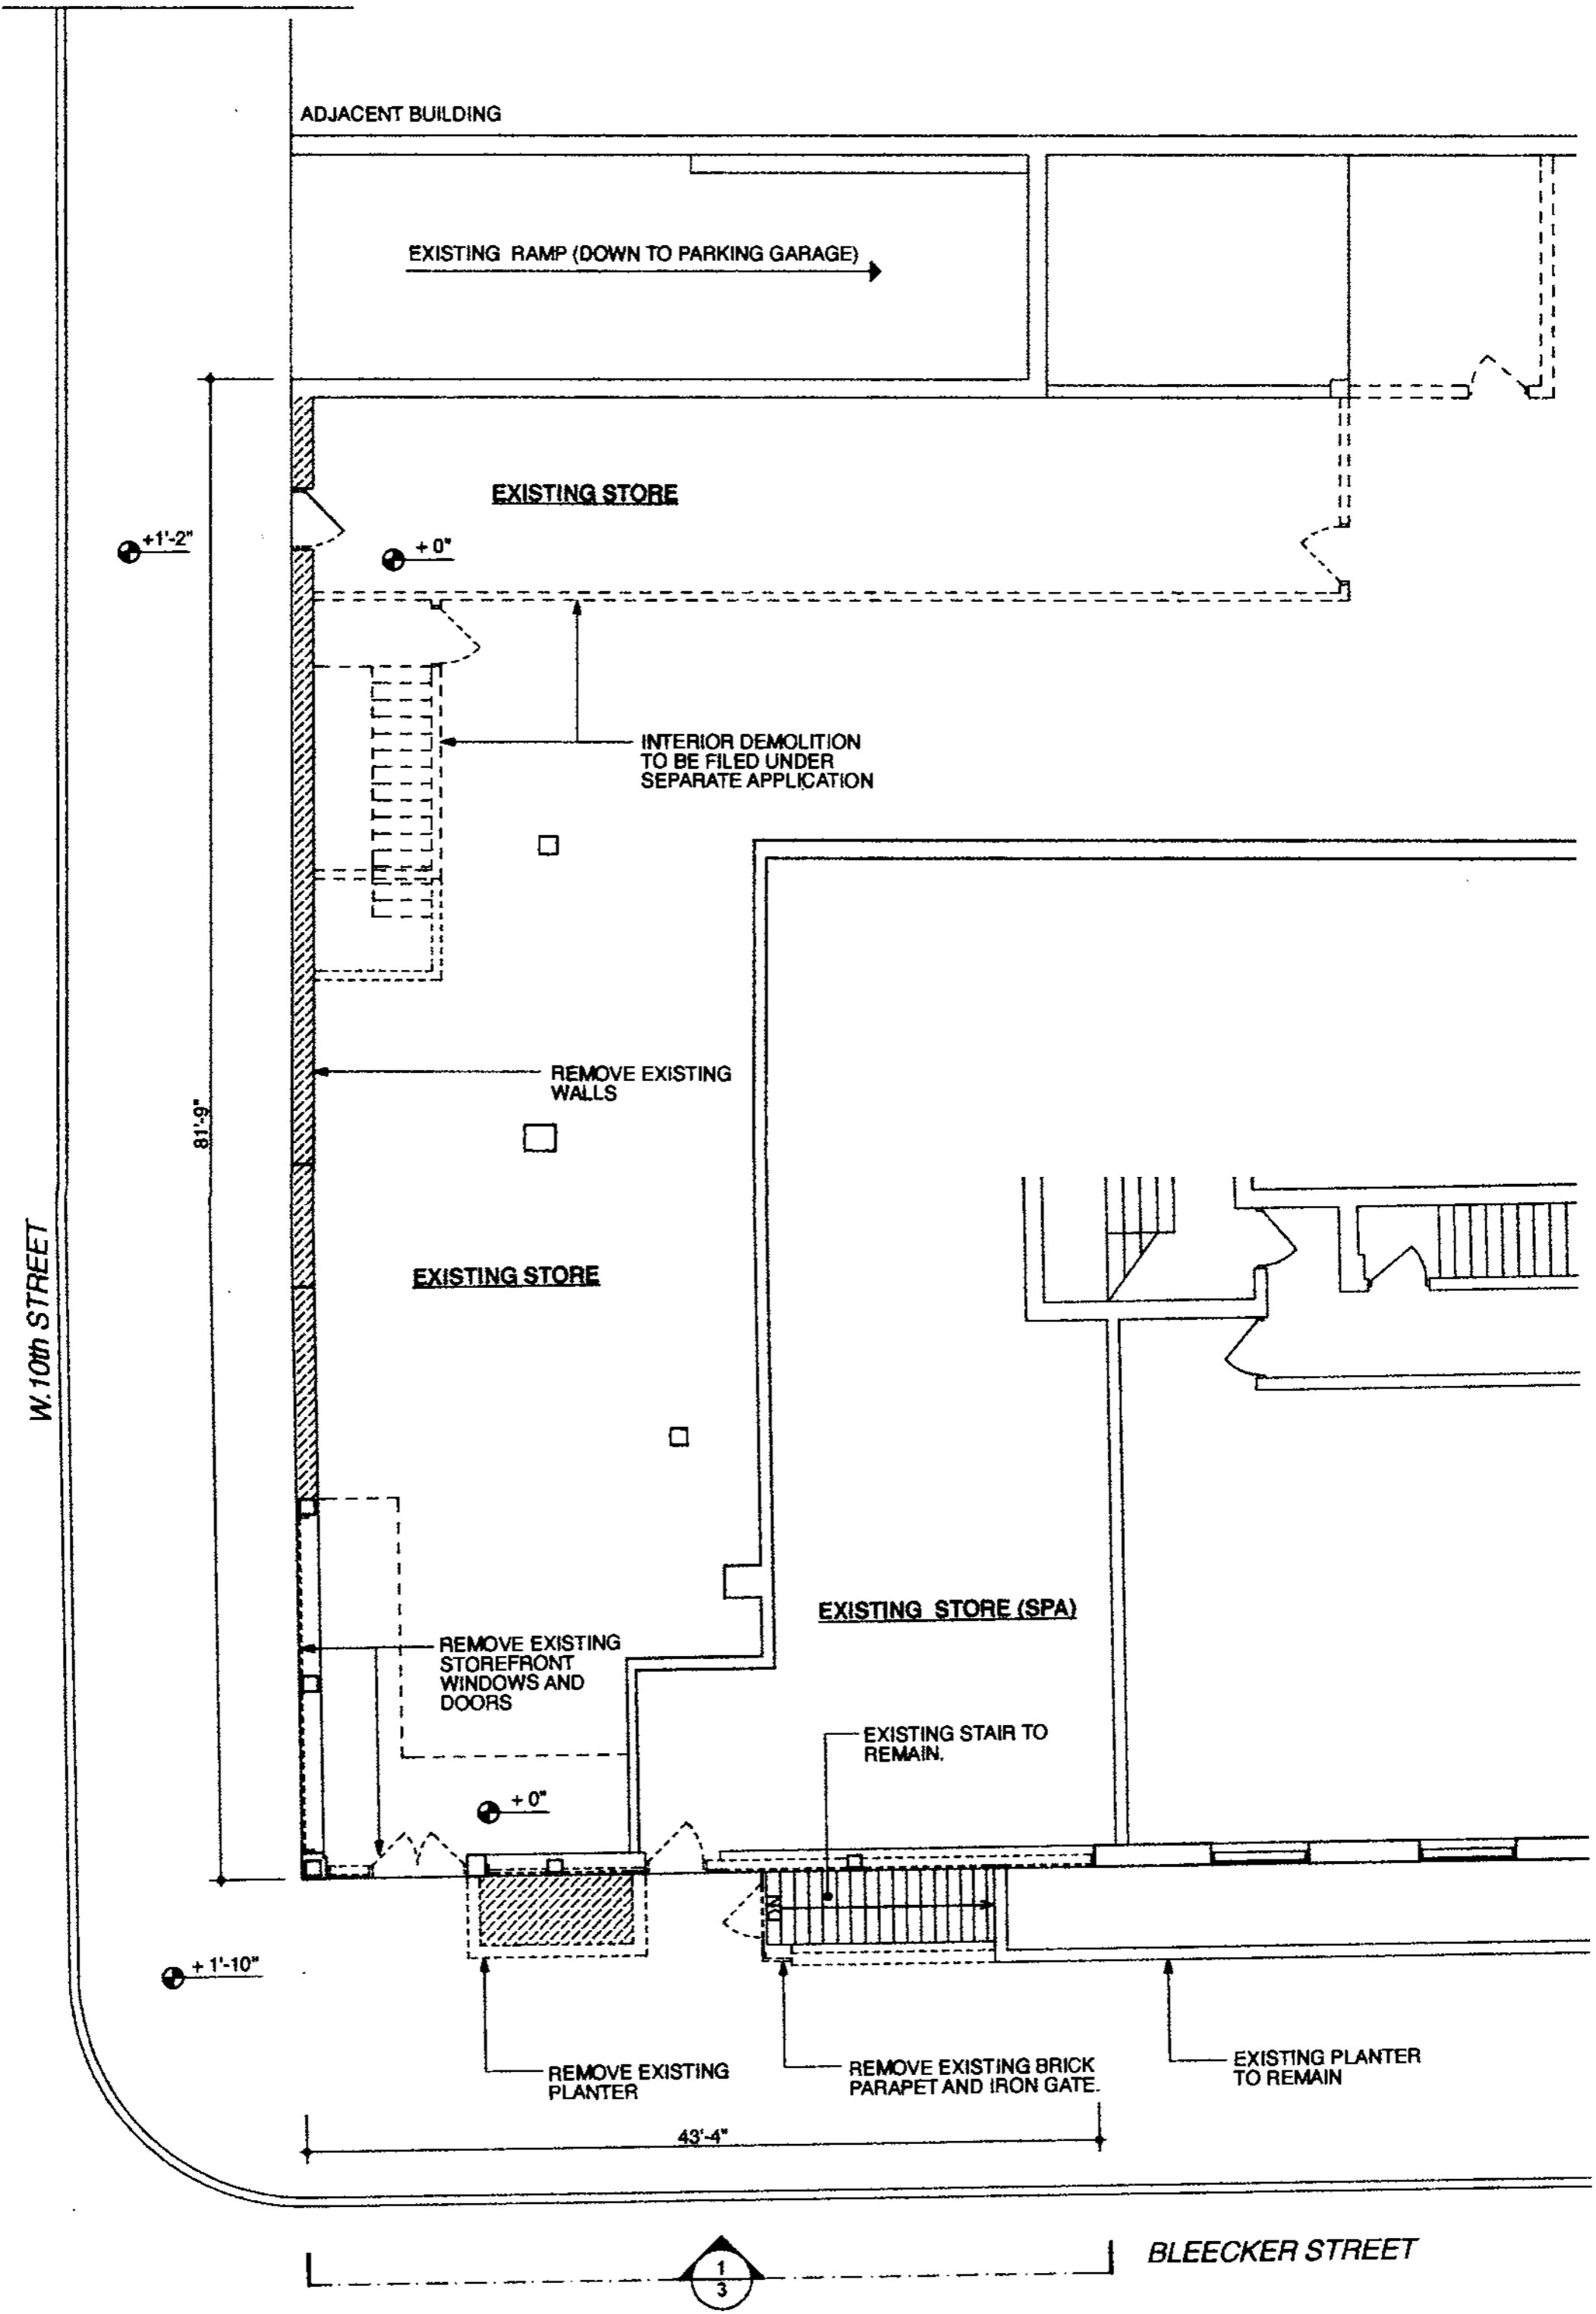 ADJACENT BUILDING
EXISTING RAMP (DOWN TO PARKING GARAGE)
EXISTING STORE
+1'-2"
+ 0"
INTERIOR DEMOLITION
TO BE FILED UNDER
SEPARATE APPLICATION
REMOVE EXISTING
WALLS
81'-9"
W.10th STREET
EXISTING STORE
EXISTING STORE (SPA)
REMOVE EXISTING
STOREFRONT
WINDOWS AND
DOORS
EXISTING STAIR TO
REMAIN.
+ 0"
DN
+ 1'-10"
REMOVE EXISTING
PLANTER
REMOVE EXISTING BRICK
PARAPET AND IRON GATE.
EXISTING PLANTER
TO REMAIN
43'-4"
BLEECKER STREET
1
3